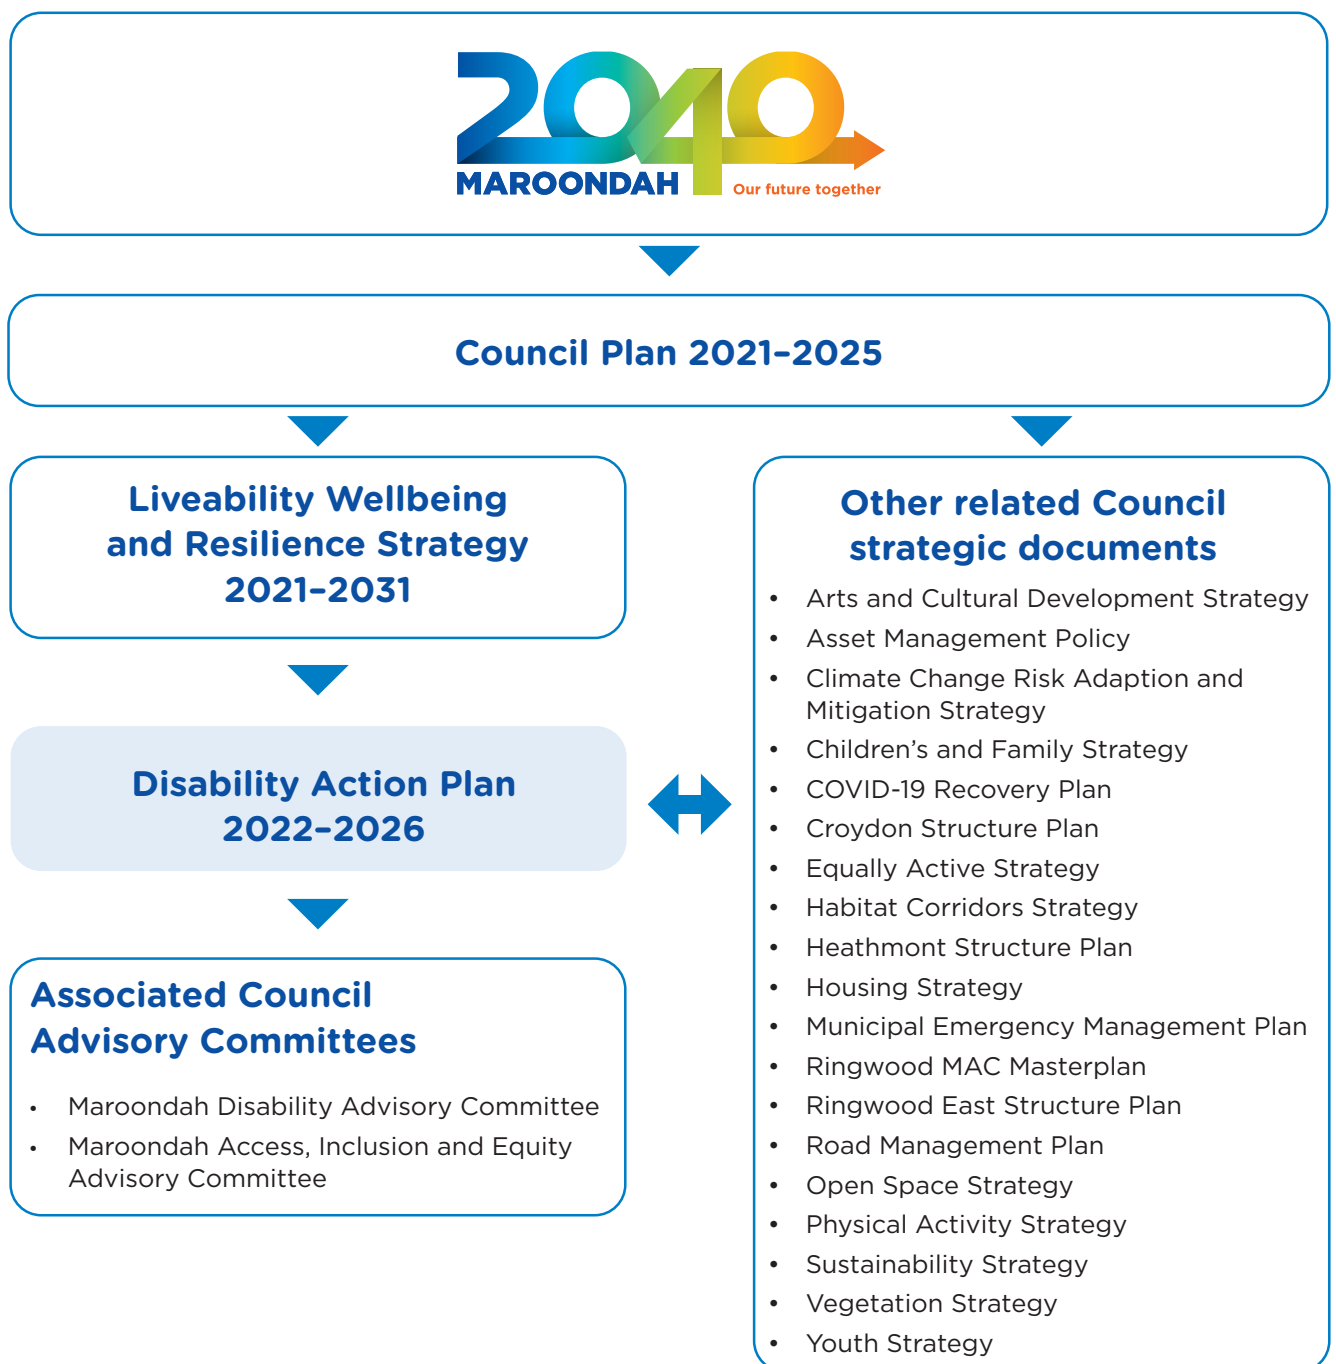 2040
MAROONDAH
Our future together
Council Plan 2021–2025
Liveability Wellbeing
and Resilience Strategy
2021–2031
Disability Action Plan
2022–2026
Associated Council
Advisory Committees
• Maroondah Disability Advisory Committee
• Maroondah Access, Inclusion and Equity
Advisory Committee
Other related Council
strategic documents
• Arts and Cultural Development Strategy
• Asset Management Policy
• Climate Change Risk Adaption and
Mitigation Strategy
• Children’s and Family Strategy
• COVID-19 Recovery Plan
• Croydon Structure Plan
• Equally Active Strategy
• Habitat Corridors Strategy
• Heathmont Structure Plan
• Housing Strategy
• Municipal Emergency Management Plan
• Ringwood MAC Masterplan
• Ringwood East Structure Plan
• Road Management Plan
• Open Space Strategy
• Physical Activity Strategy
• Sustainability Strategy
• Vegetation Strategy
• Youth Strategy